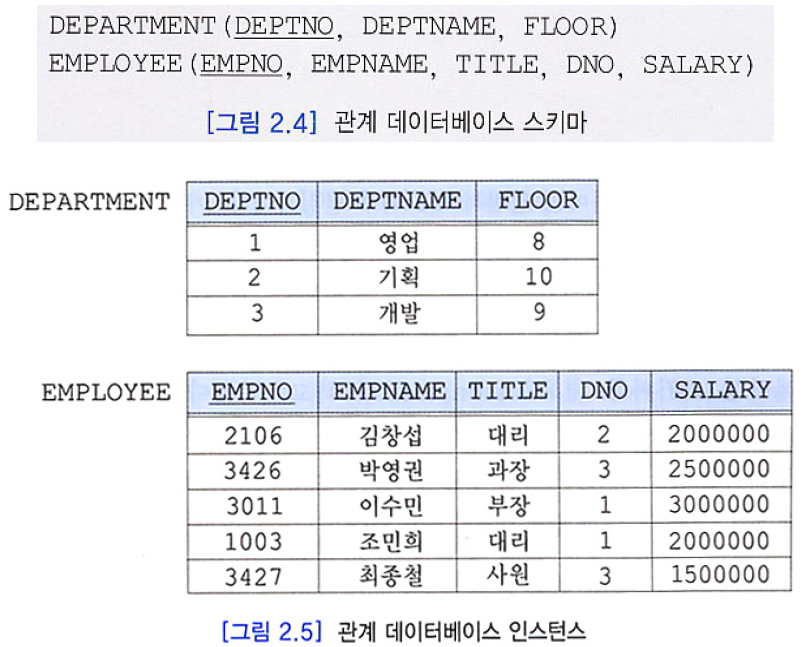 DEPARTMENT(DEPTNO, DEPTNAME, FLOOR)
EMPLOYEE(EMPNO, EMPNAME, TITLE, DNO, SALARY)
[그림 2.4] 관계 데이터베이스 스키마
DEPARTMENT DEPTNO DEPTNAME FLOOR
1 영업 8
2 기획 10
3 개발 9
EMPLOYEE EMPNO EMPNAME TITLE DNO SALARY
2106 김창섭 대리 2 2000000
3426 박영권 과장 3 2500000
3011 이수민 부장 1 3000000
1003 조민희 대리 1 2000000
3427 최종철 사원 3 1500000
[그림 2.5] 관계 데이터베이스 인스턴스